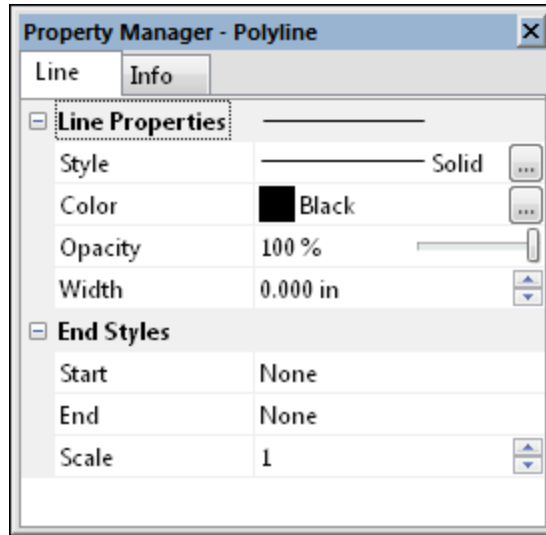 Property Manager - Polyline
Line Info
Line Properties
Style Solid ...
Color Black ...
Opacity 100 %
Width 0.000 in
End Styles
Start None
End None
Scale 1